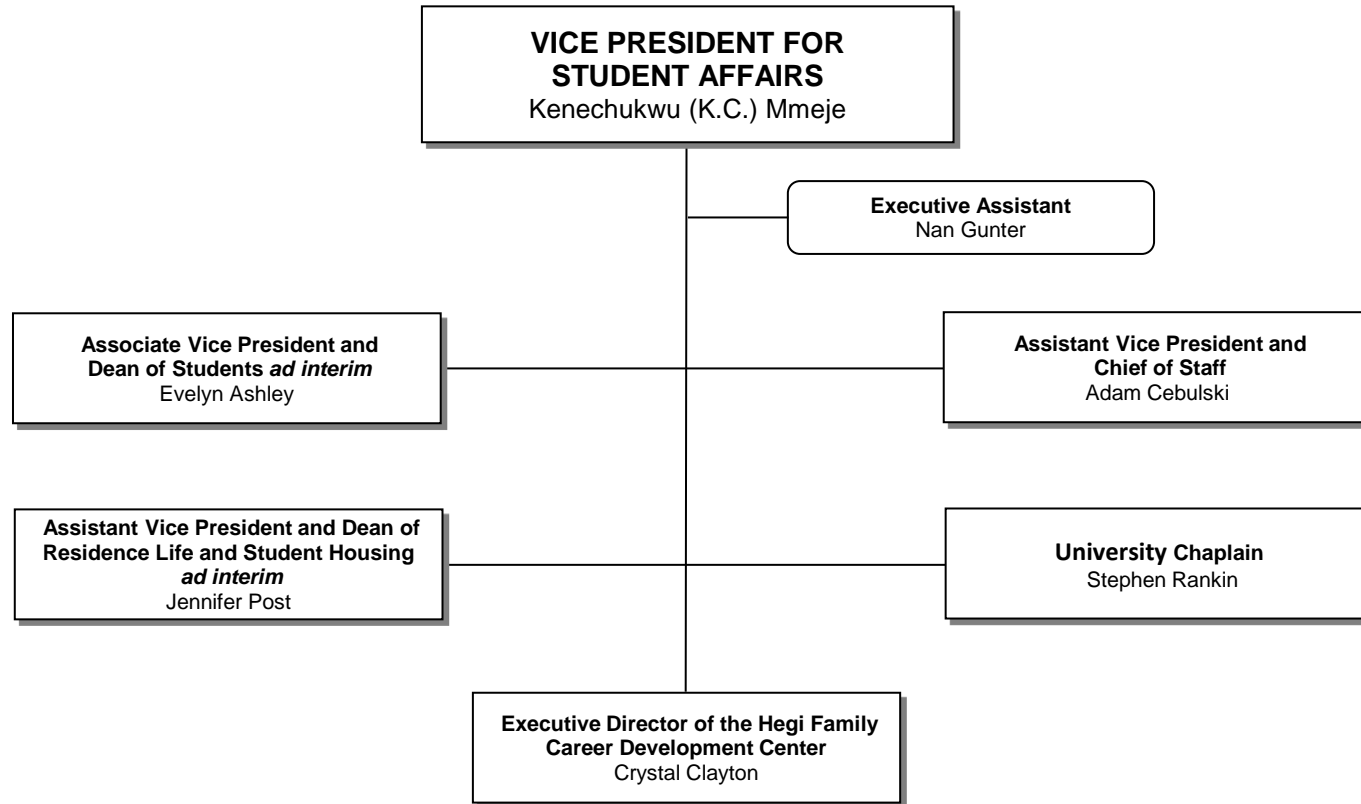 VICE PRESIDENT FOR
STUDENT AFFAIRS
Kenechukwu (K.C.) Mmeje
Executive Assistant
Nan Gunter
Associate Vice President and
Dean of Students ad interim
Evelyn Ashley
Assistant Vice President and
Chief of Staff
Adam Cebulski
Assistant Vice President and Dean of
Residence Life and Student Housing
ad interim
Jennifer Post
University Chaplain
Stephen Rankin
Executive Director of the Hegi Family
Career Development Center
Crystal Clayton